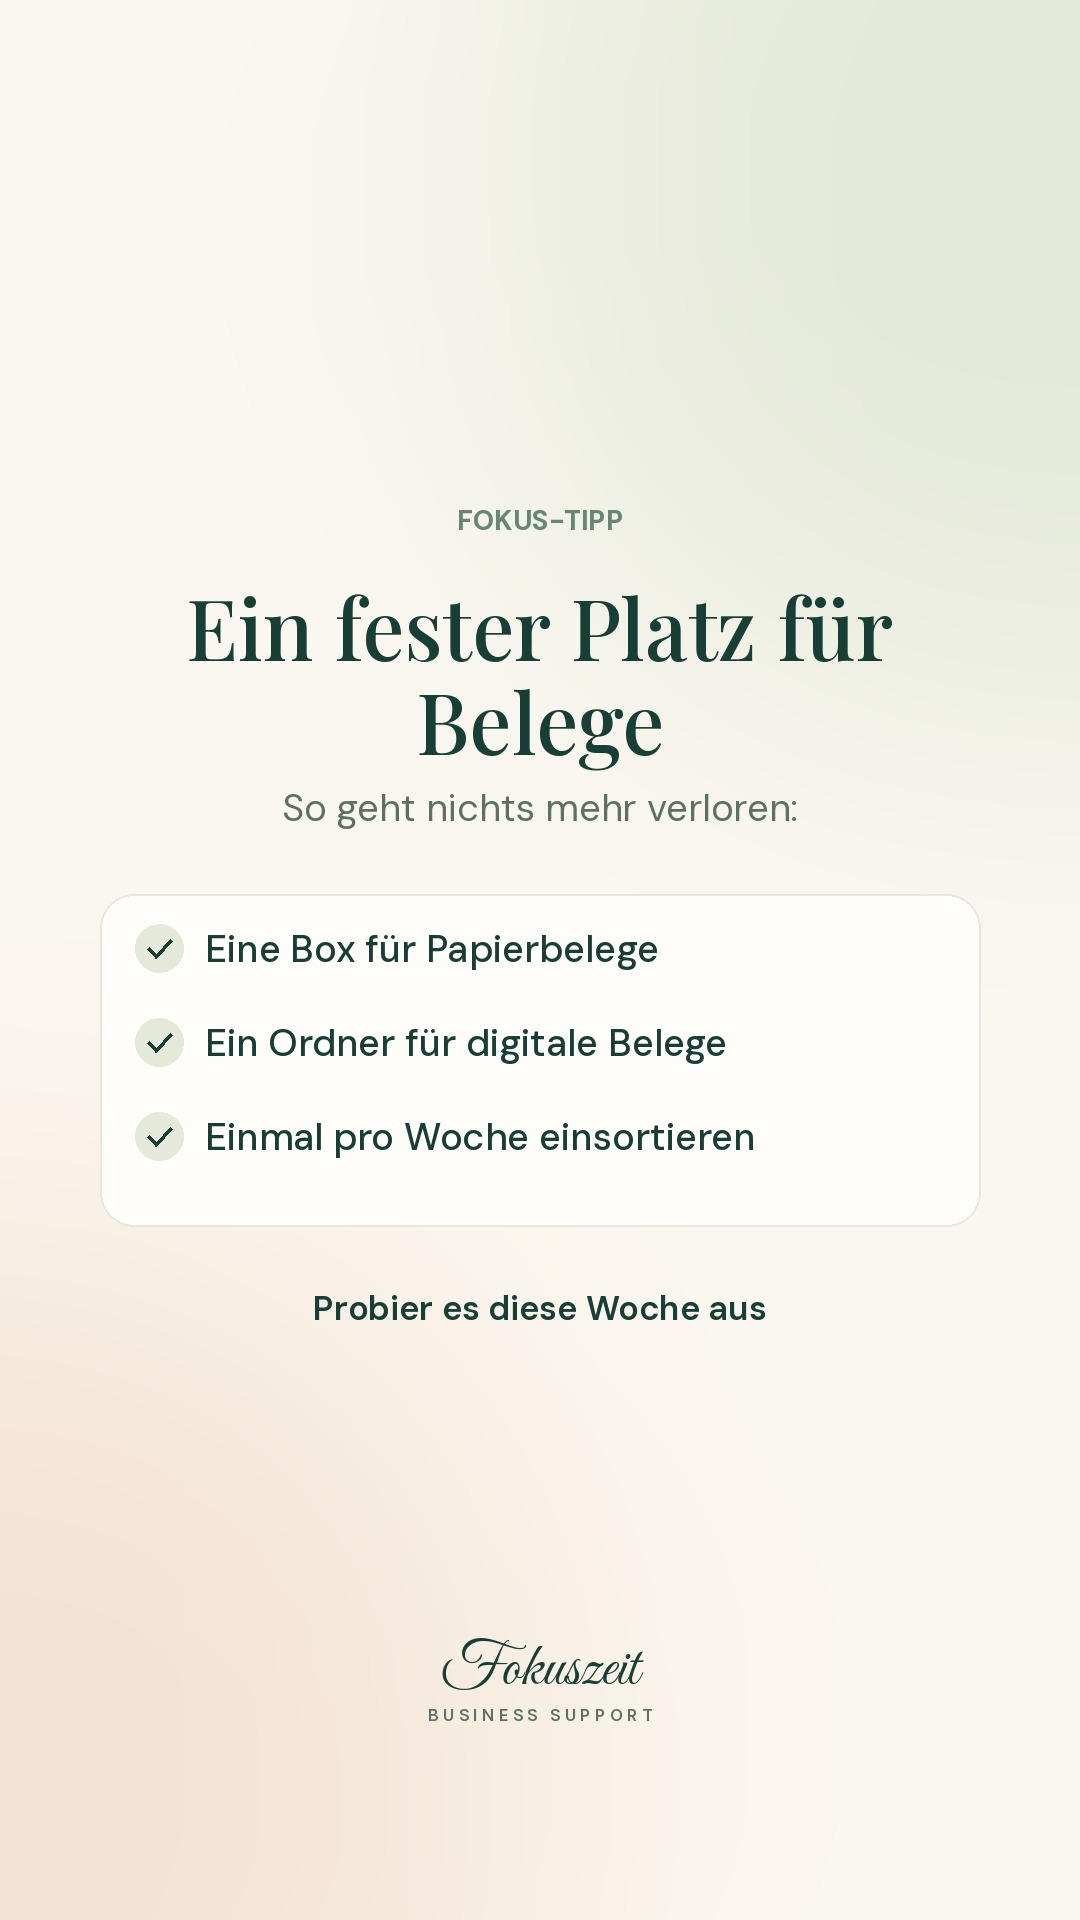 FOKUS-TIPP
Ein fester Platz für
Belege
So geht nichts mehr verloren:
Eine Box für Papierbelege
Ein Ordner für digitale Belege
Einmal pro Woche einsortieren
Probier es diese Woche aus
Fokuszeit
BUSINESS SUPPORT